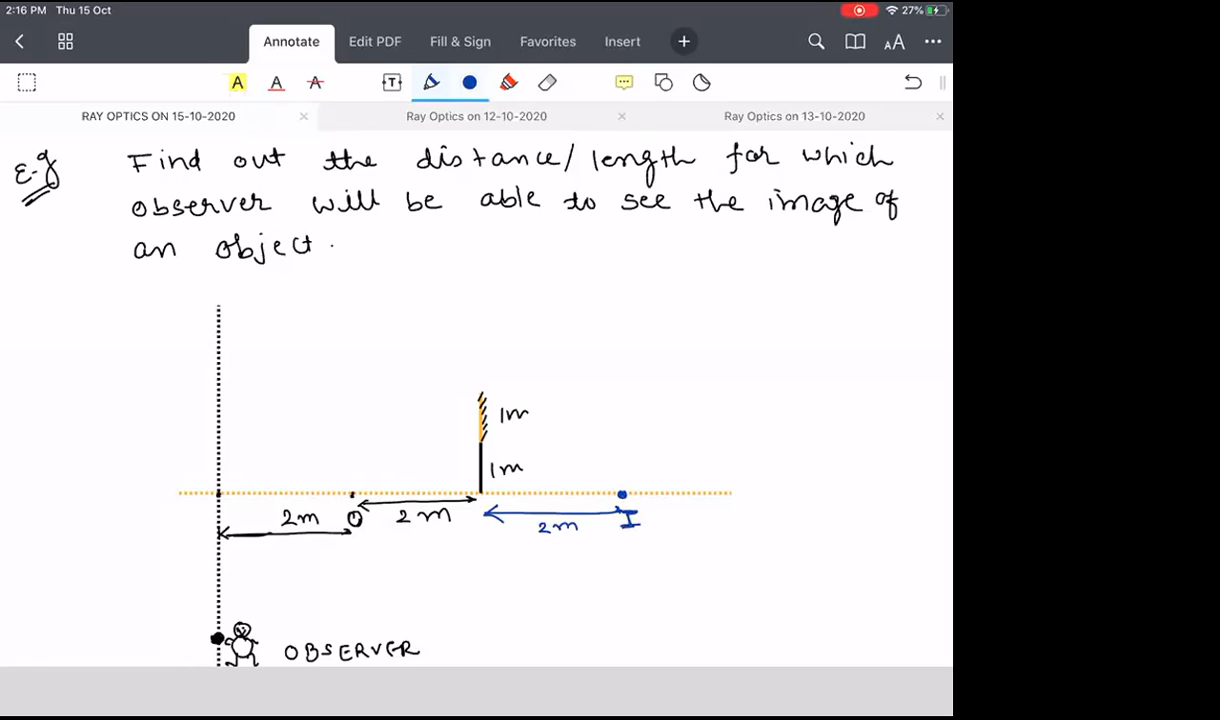 2:16 PM Thu 15 Oct 27%
Annotate Edit PDF Fill & Sign Favorites Insert + AA
A A A T
RAY OPTICS ON 15-10-2020 Ray Optics on 12-10-2020 Ray Optics on 13-10-2020
E.g Find out the distance/length for which
observer will be able to see the image of
an object.
1m
1m
2m O 2m I
2m
OBSERVER